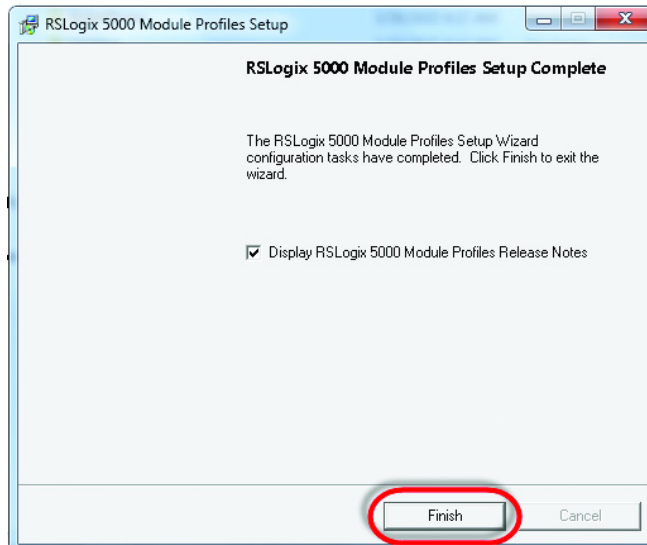 RSLogix 5000 Module Profiles Setup
RSLogix 5000 Module Profiles Setup Complete
The RSLogix 5000 Module Profiles Setup Wizard
configuration tasks have completed. Click Finish to exit the
wizard.
Display RSLogix 5000 Module Profiles Release Notes
Finish
Cancel